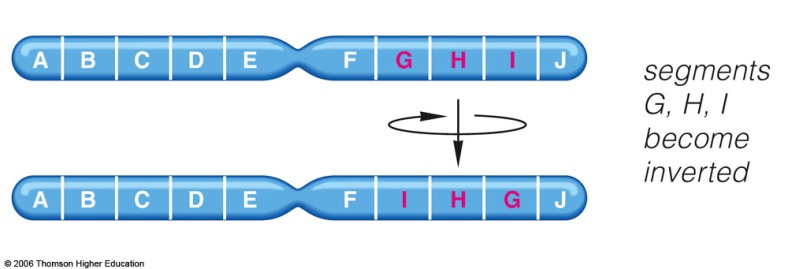 A B C D E F G H I J
segments
G, H, I
become
inverted
A B C D E F I H G J
© 2006 Thomson Higher Education